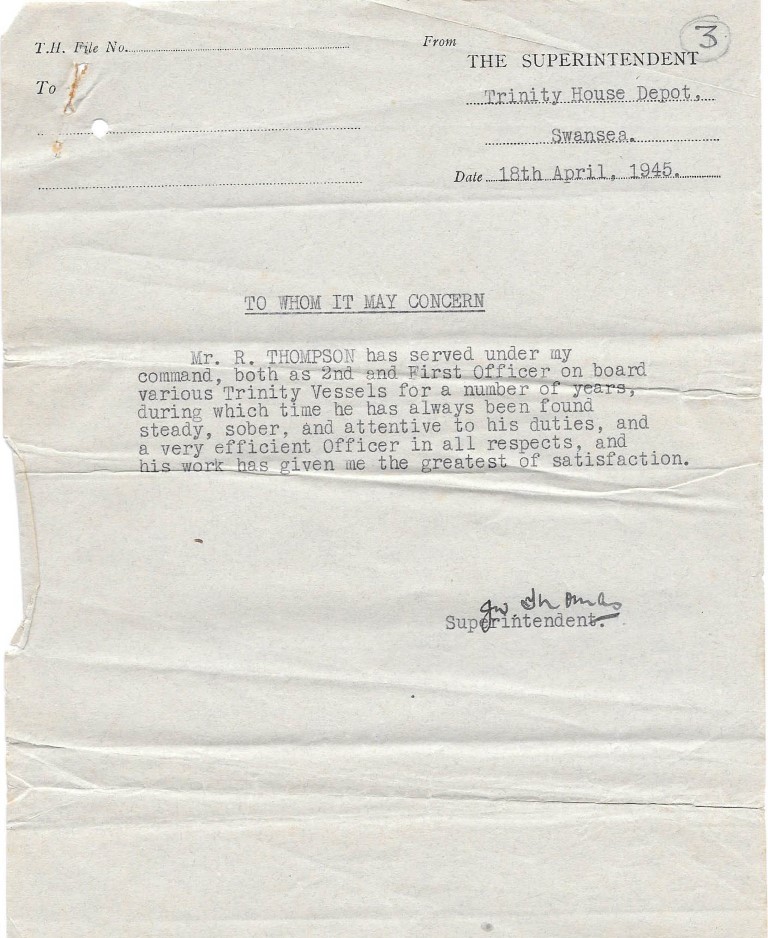 T.H. File No.
From
3
THE SUPERINTENDENT
To
Trinity House Depot,
Swansea.
Date 18th April, 1945.
TO WHOM IT MAY CONCERN
Mr. R. THOMPSON has served under my
command, both as 2nd and First Officer on board
various Trinity Vessels for a number of years,
during which time he has always been found
steady, sober, and attentive to his duties, and
a very efficient Officer in all respects, and
his work has given me the greatest of satisfaction.
Thomas
Superintendent.